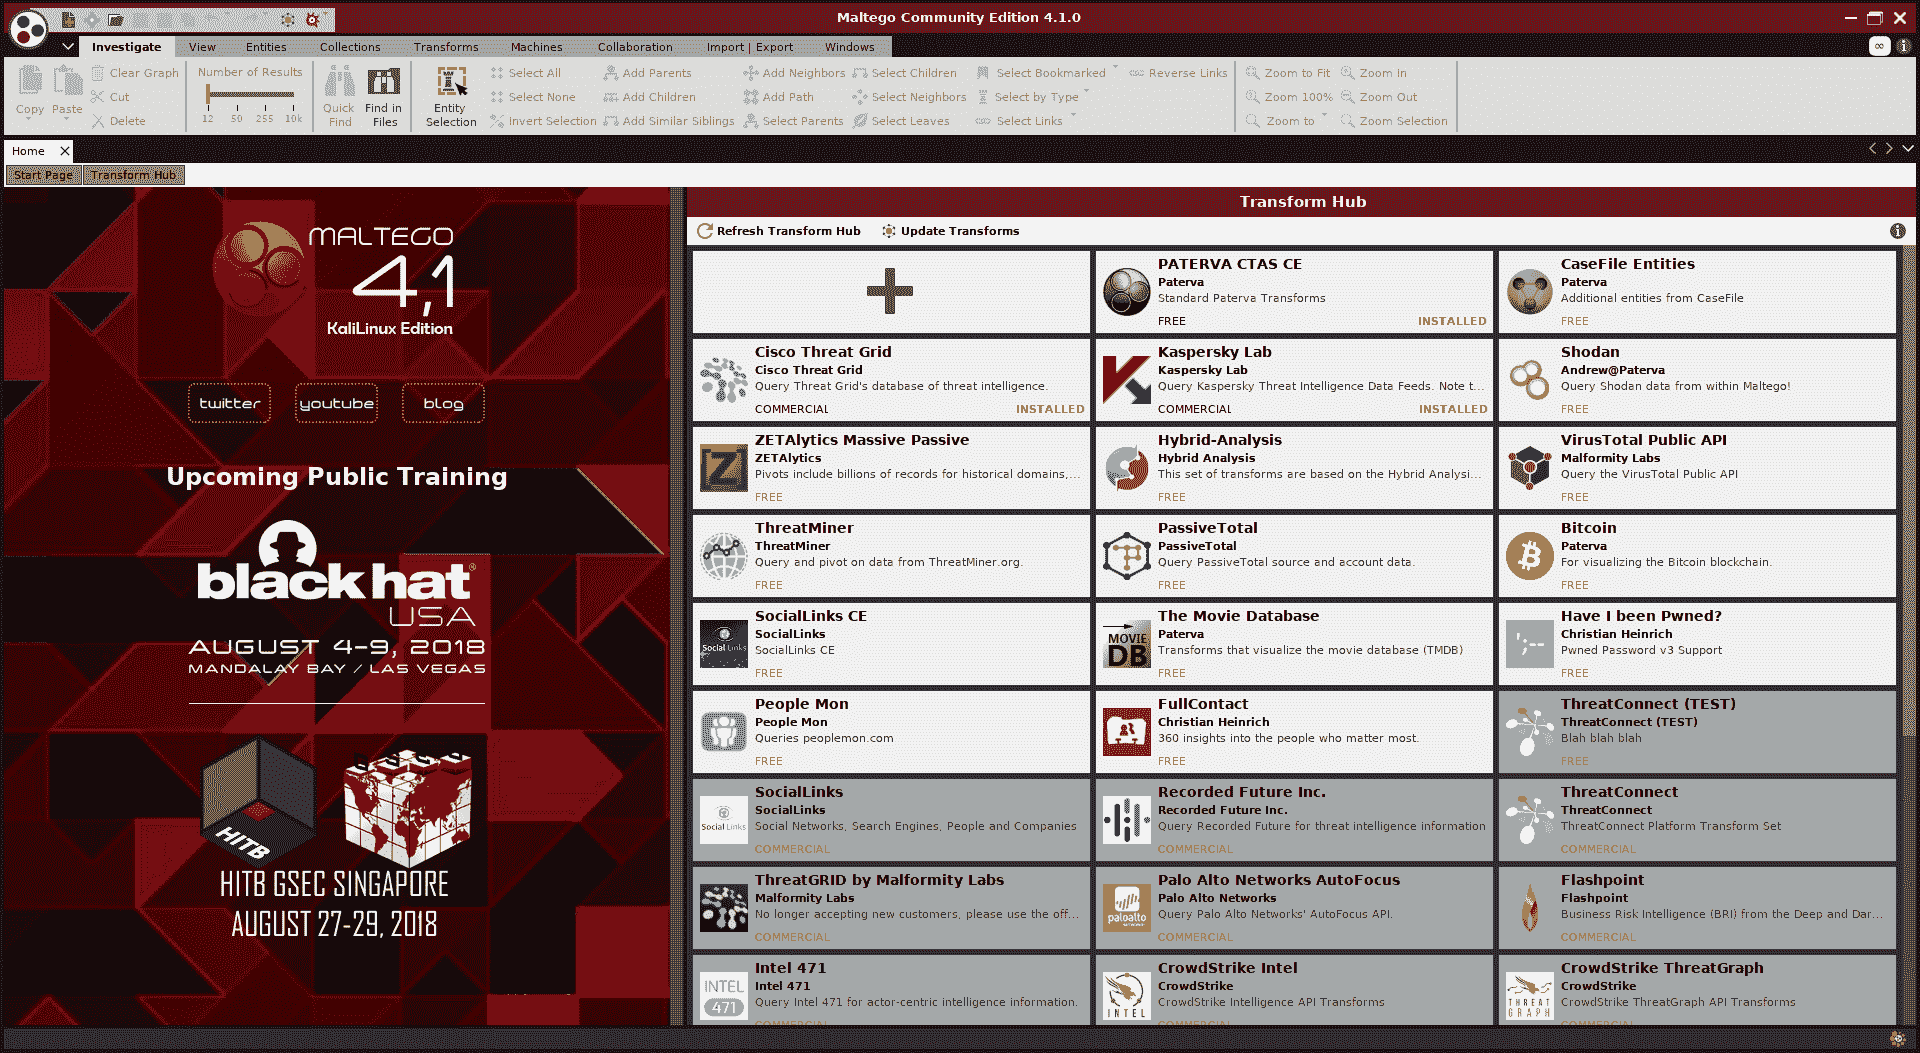 Maltego Community Edition 4.1.0
Investigate View Entities Collections Transforms Machines Collaboration Import | Export Windows
Copy Paste Clear Graph Cut Delete
Number of Results
12 50 255 10k
Quick Find
Find in Files
Entity Selection
Select All Add Parents Add Neighbors Select Children Select Bookmarked Reverse Links Zoom to Fit Zoom In
Select None Add Children Add Path Select Neighbors Select by Type Zoom 100% Zoom Out
Invert Selection Add Similar Siblings Select Parents Select Leaves Select Links Zoom to Zoom Selection
Home
Start Page Transform Hub
MALTEGO
4,1
KaliLinux Edition
twitter youtube blog
Upcoming Public Training
black hat®
USA
AUGUST 4-9, 2018
MANDALAY BAY / LAS VEGAS
HITB
HITB GSEC SINGAPORE
AUGUST 27-29, 2018
Transform Hub
Refresh Transform Hub Update Transforms
PATERVA CTAS CE
Paterva
Standard Paterva Transforms
FREE INSTALLED
CaseFile Entities
Paterva
Additional entities from CaseFile
FREE
Cisco Threat Grid
Cisco Threat Grid
Query Threat Grid's database of threat intelligence.
COMMERCIAL INSTALLED
Kaspersky Lab
Kaspersky Lab
Query Kaspersky Threat Intelligence Data Feeds. Note t...
COMMERCIAL INSTALLED
Shodan
Andrew@Paterva
Query Shodan data from within Maltego!
FREE
Z
ZETAlytics Massive Passive
ZETAlytics
Pivots include billions of records for historical domains,...
FREE
Hybrid-Analysis
Hybrid Analysis
This set of transforms are based on the Hybrid Analysi...
FREE
VirusTotal Public API
Malformity Labs
Query the VirusTotal Public API
FREE
ThreatMiner
ThreatMiner
Query and pivot on data from ThreatMiner.org.
FREE
PassiveTotal
PassiveTotal
Query PassiveTotal source and account data.
FREE
Bitcoin
Paterva
For visualizing the Bitcoin blockchain.
FREE
Social Links
SocialLinks CE
SocialLinks
SocialLinks CE
FREE
MOVIE DB
The Movie Database
Paterva
Transforms that visualize the movie database (TMDB)
FREE
';--
Have I been Pwned?
Christian Heinrich
Pwned Password v3 Support
FREE
People Mon
People Mon
Queries peoplemon.com
FREE
FullContact
Christian Heinrich
360 insights into the people who matter most.
FREE
ThreatConnect (TEST)
ThreatConnect (TEST)
Blah blah blah
FREE
Social Links
SocialLinks
SocialLinks
Social Networks, Search Engines, People and Companies
COMMERCIAL
Recorded Future Inc.
Recorded Future Inc.
Query Recorded Future for threat intelligence information
COMMERCIAL
ThreatConnect
ThreatConnect
ThreatConnect Platform Transform Set
COMMERCIAL
ThreatGRID by Malformity Labs
Malformity Labs
No longer accepting new customers, please use the off...
COMMERCIAL
paloalto
Palo Alto Networks AutoFocus
Palo Alto Networks
Query Palo Alto Networks' AutoFocus API.
COMMERCIAL
Flashpoint
Flashpoint
Business Risk Intelligence (BRI) from the Deep and Dar...
COMMERCIAL
INTEL 471
Intel 471
Intel 471
Query Intel 471 for actor-centric intelligence information.
COMMERCIAL
INTEL
CrowdStrike Intel
CrowdStrike
CrowdStrike Intelligence API Transforms
COMMERCIAL
THREAT GRAPH
CrowdStrike ThreatGraph
CrowdStrike
CrowdStrike ThreatGraph API Transforms
COMMERCIAL